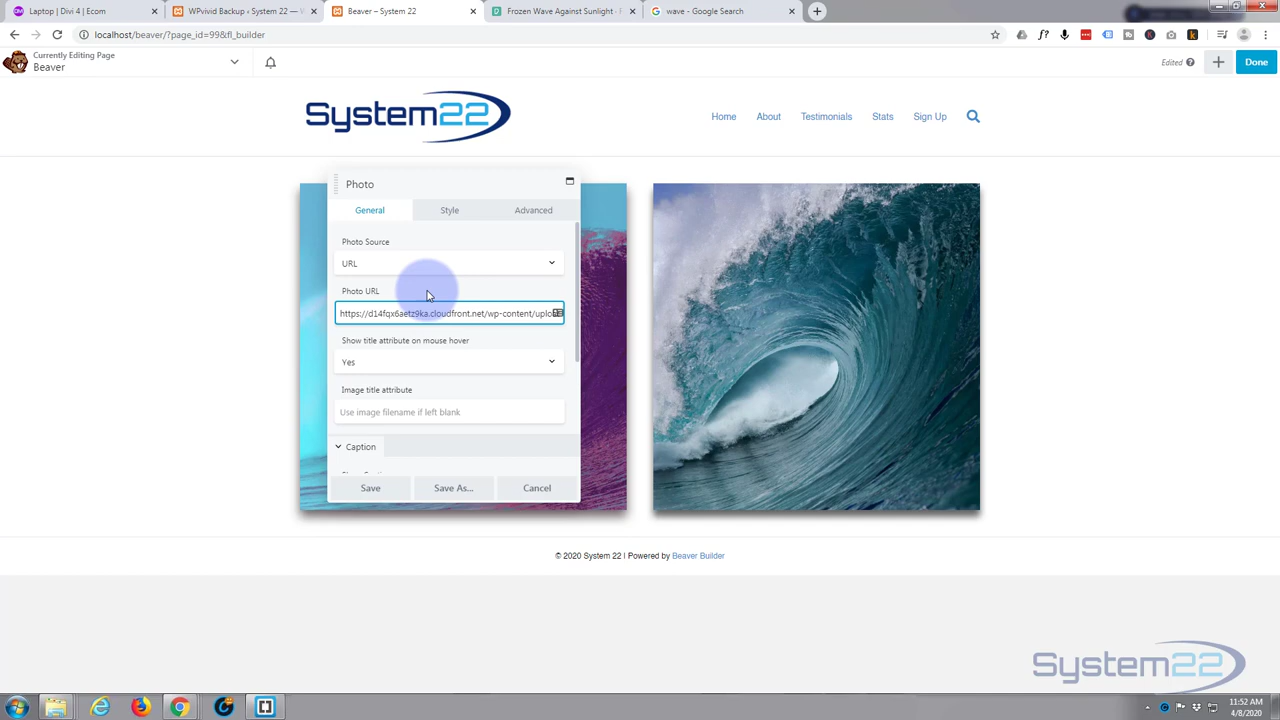 Laptop | Divi 4 | Ecom
WPvivid Backup ‹ System 22 — W
Beaver – System 22
Frozen Wave Against Sunlight · F
wave - Google Search
localhost/beaver/?page_id=99&fl_builder
Currently Editing Page
Beaver
Edited
Done
System22
Home
About
Testimonials
Stats
Sign Up
Photo
General
Style
Advanced
Photo Source
URL
Photo URL
https://d14fqx6aetz9ka.cloudfront.net/wp-content/uplo
Show title attribute on mouse hover
Yes
Image title attribute
Use image filename if left blank
Caption
Save
Save As...
Cancel
© 2020 System 22 | Powered by Beaver Builder
System22
11:52 AM
4/8/2020